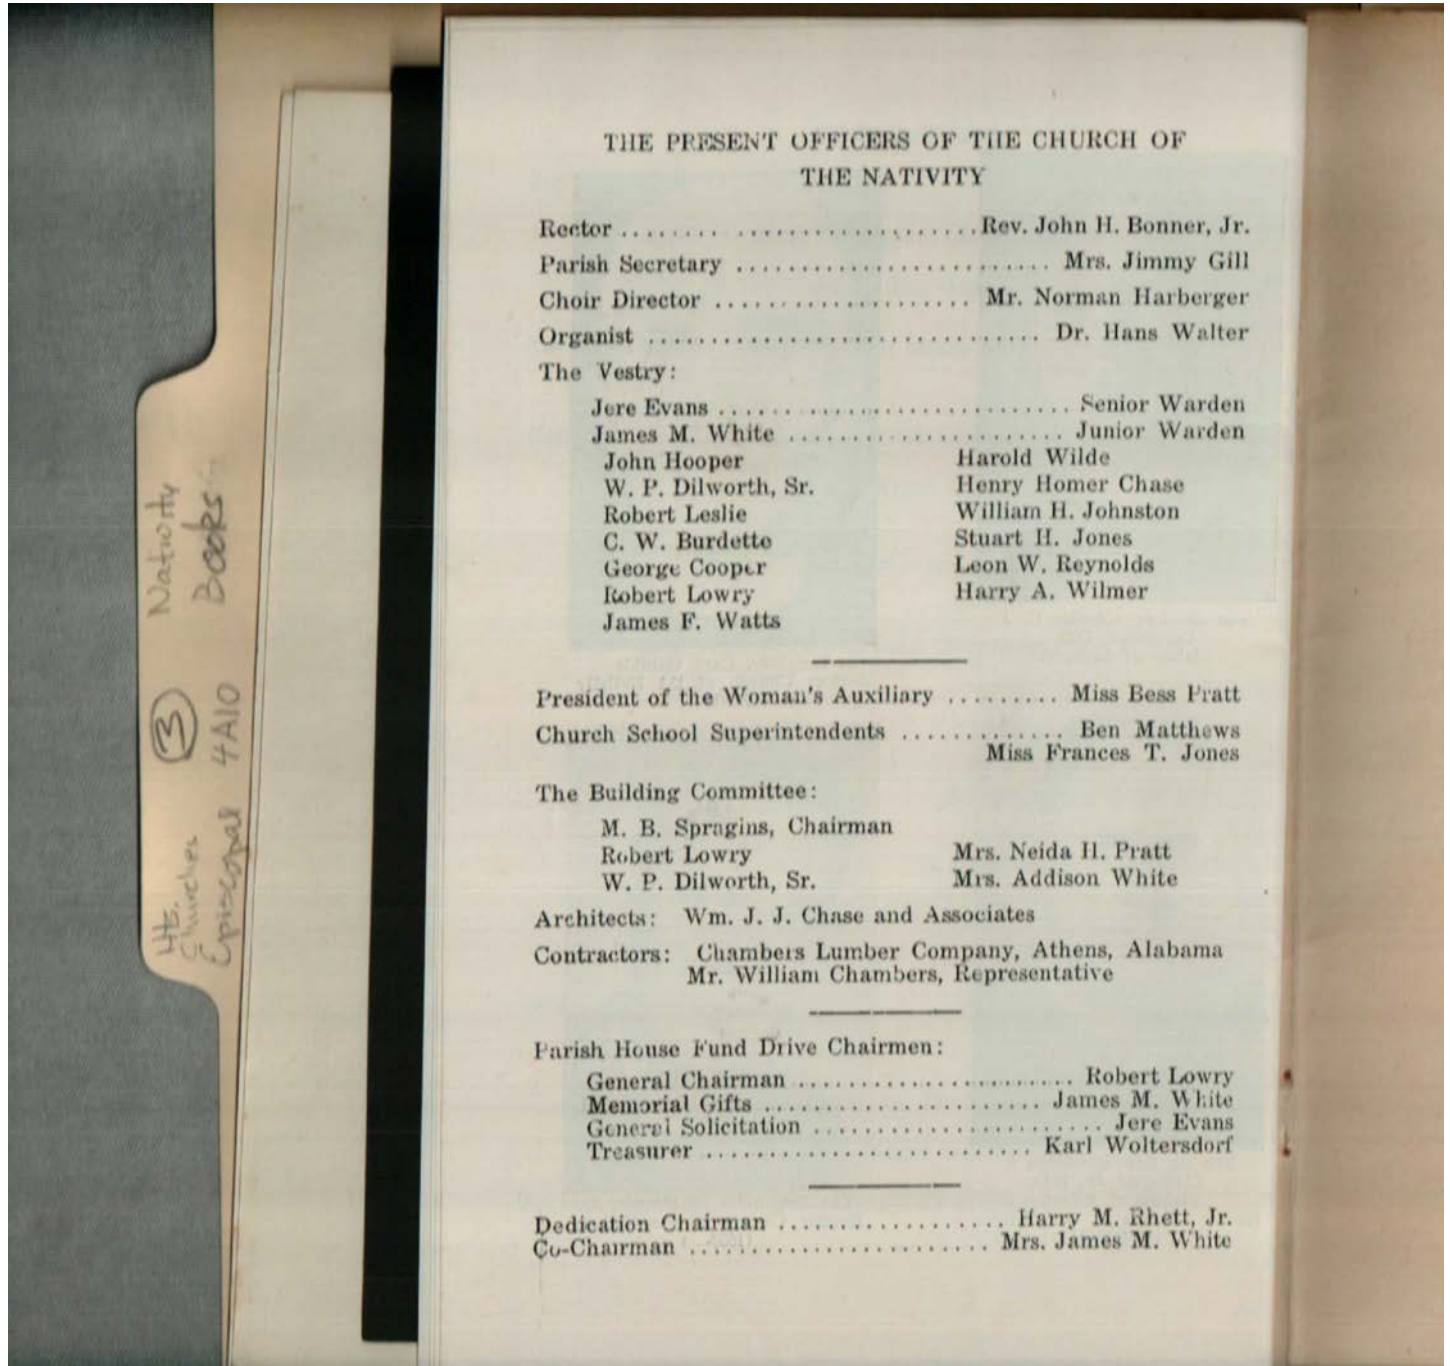 THE PRESENT OFFICERS OF THE CHURCH OF
THE NATIVITY
Rector ........ ................... Rev. John H. Bonner, Jr.
Parish Secretary ......................... Mrs. Jimmy Gill
Choir Director ..................... Mr. Norman Harberger
Organist ............................... Dr. Hans Walter
The Vestry:
Jere Evans ............................ Senior Warden
James M. White ...................... Junior Warden
John Hooper Harold Wilde
W. P. Dilworth, Sr. Henry Homer Chase
Robert Leslie William H. Johnston
C. W. Burdette Stuart H. Jones
George Cooper Leon W. Reynolds
Robert Lowry Harry A. Wilmer
James F. Watts
President of the Woman's Auxiliary ......... Miss Bess Pratt
Church School Superintendents ............. Ben Matthews
Miss Frances T. Jones
The Building Committee:
M. B. Spragins, Chairman
Robert Lowry Mrs. Neida H. Pratt
W. P. Dilworth, Sr. Mrs. Addison White
Architects: Wm. J. J. Chase and Associates
Contractors: Chambers Lumber Company, Athens, Alabama
Mr. William Chambers, Representative
Parish House Fund Drive Chairmen:
General Chairman ...................... Robert Lowry
Memorial Gifts ...................... James M. White
General Solicitation ....................... Jere Evans
Treasurer .......................... Karl Woltersdorf
Dedication Chairman .................. Harry M. Rhett, Jr.
Co-Chairman ........................ Mrs. James M. White
Churches
Episcopal
3
4A10
Nativity
Books